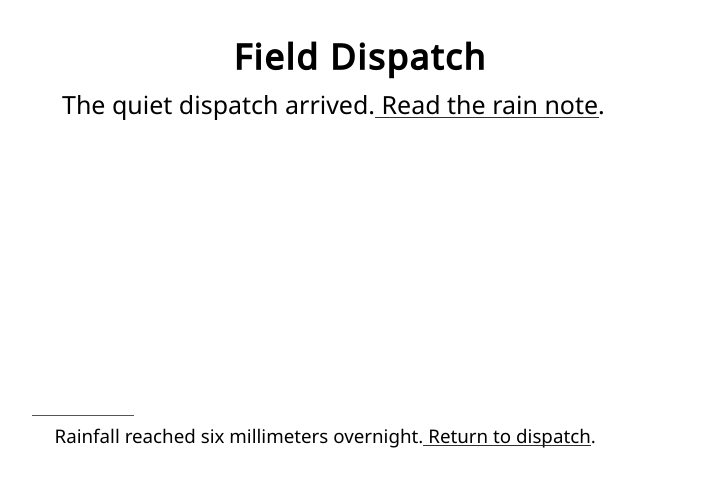 Field Dispatch
The quiet dispatch arrived. Read the rain note.
Rainfall reached six millimeters overnight. Return to dispatch.